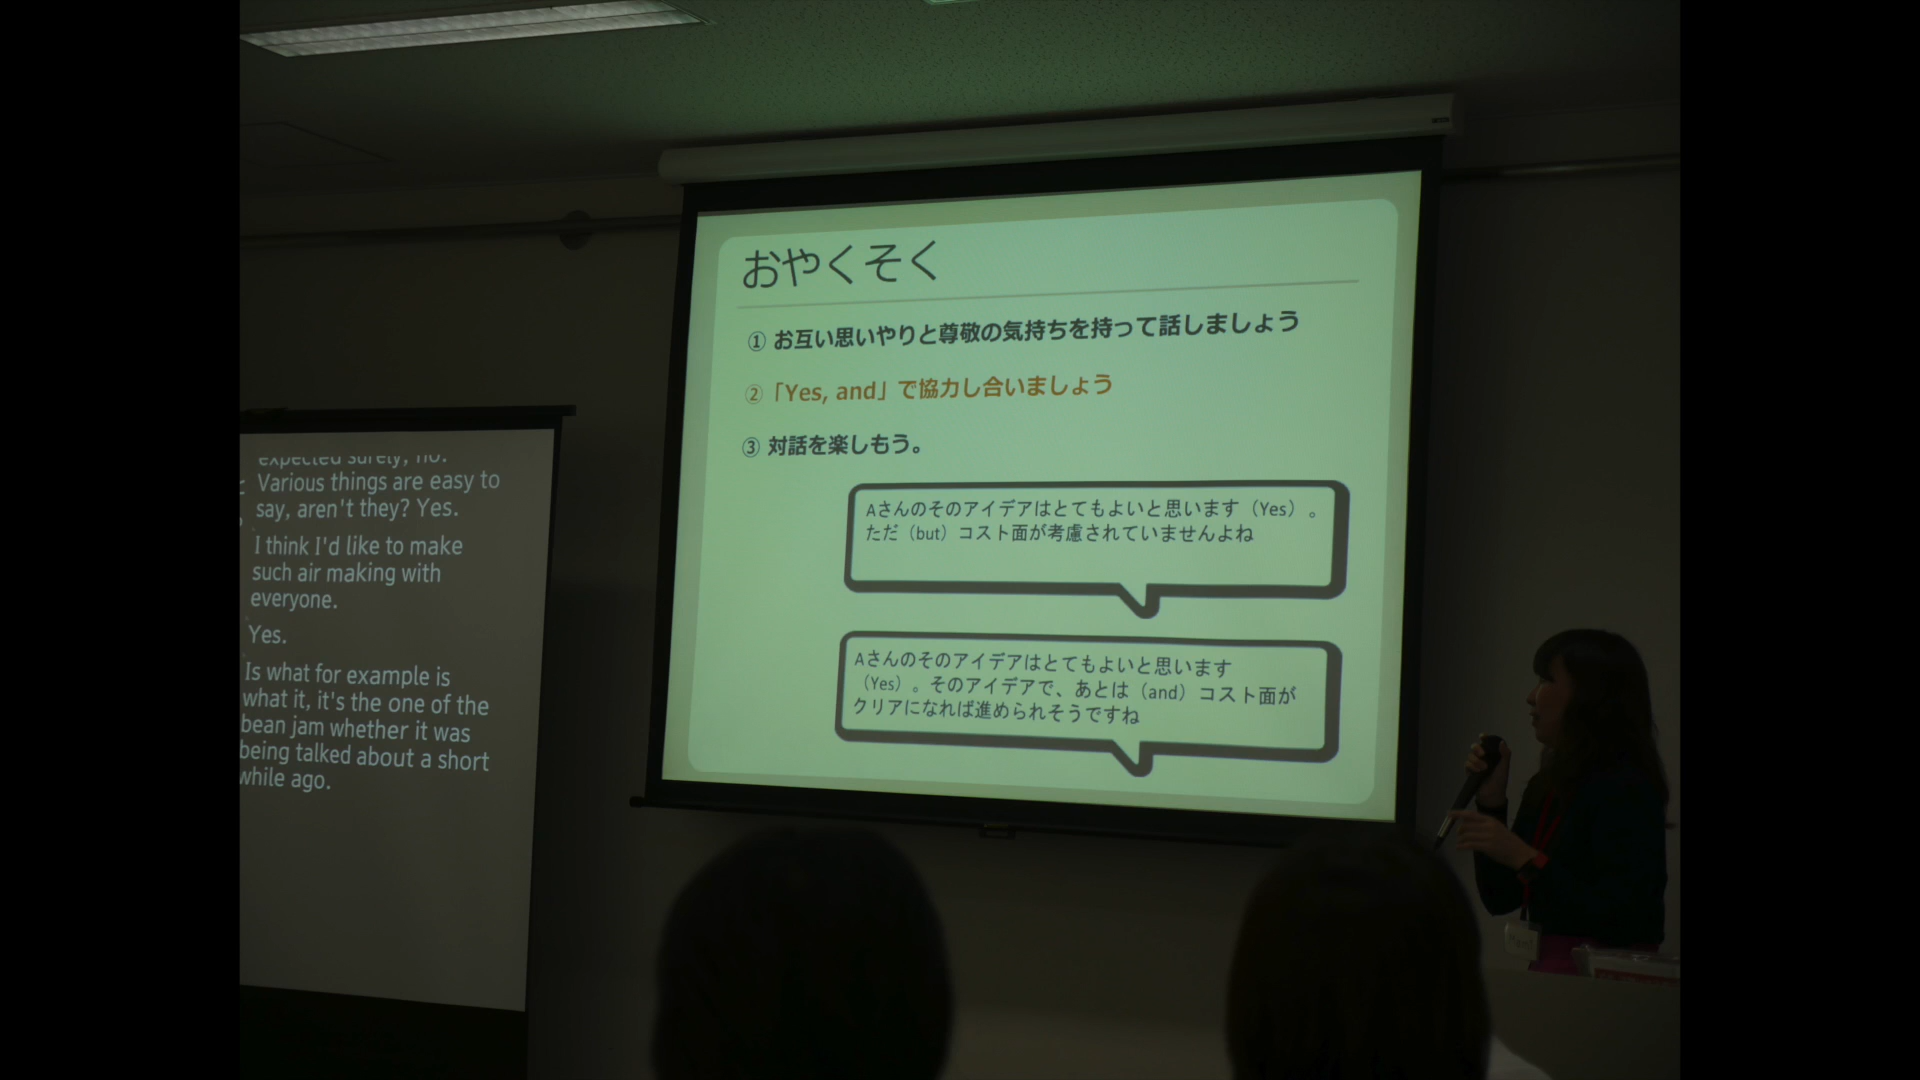 expected surely, no.
Various things are easy to
say, aren't they? Yes.
I think I'd like to make
such air making with
everyone.
Yes.
Is what for example is
what it, it's the one of the
bean jam whether it was
being talked about a short
while ago.
おやくそく
① お互い思いやりと尊敬の気持ちを持って話しましょう
② 「Yes, and」で協力し合いましょう
③ 対話を楽しもう。
Aさんのそのアイデアはとてもよいと思います（Yes）。
ただ（but）コスト面が考慮されていませんよね
Aさんのそのアイデアはとてもよいと思います
（Yes）。そのアイデアで、あとは（and）コスト面が
クリアになれば進められそうですね